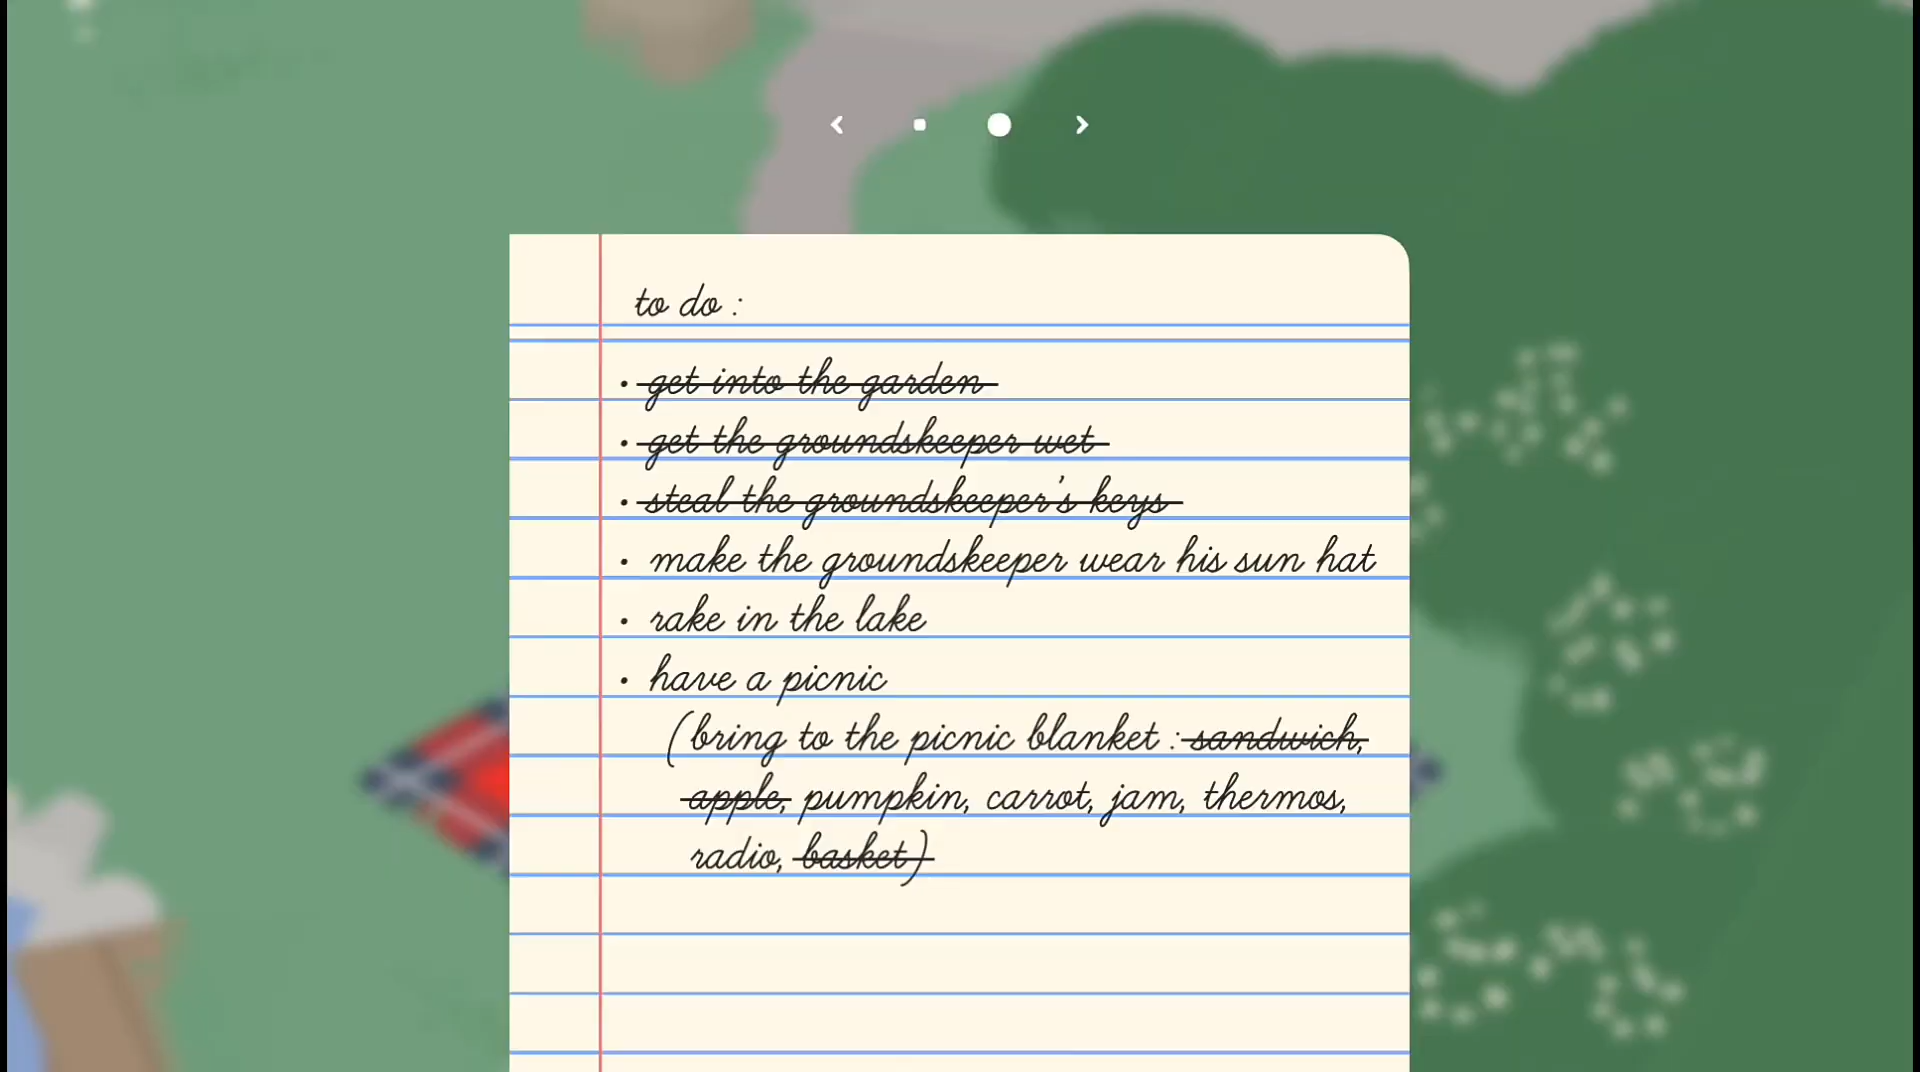 to do :
• get into the garden
• get the groundskeeper wet
• steal the groundskeeper's keys
• make the groundskeeper wear his sun hat
• rake in the lake
• have a picnic
(bring to the picnic blanket : sandwich,
apple, pumpkin, carrot, jam, thermos,
radio, basket)